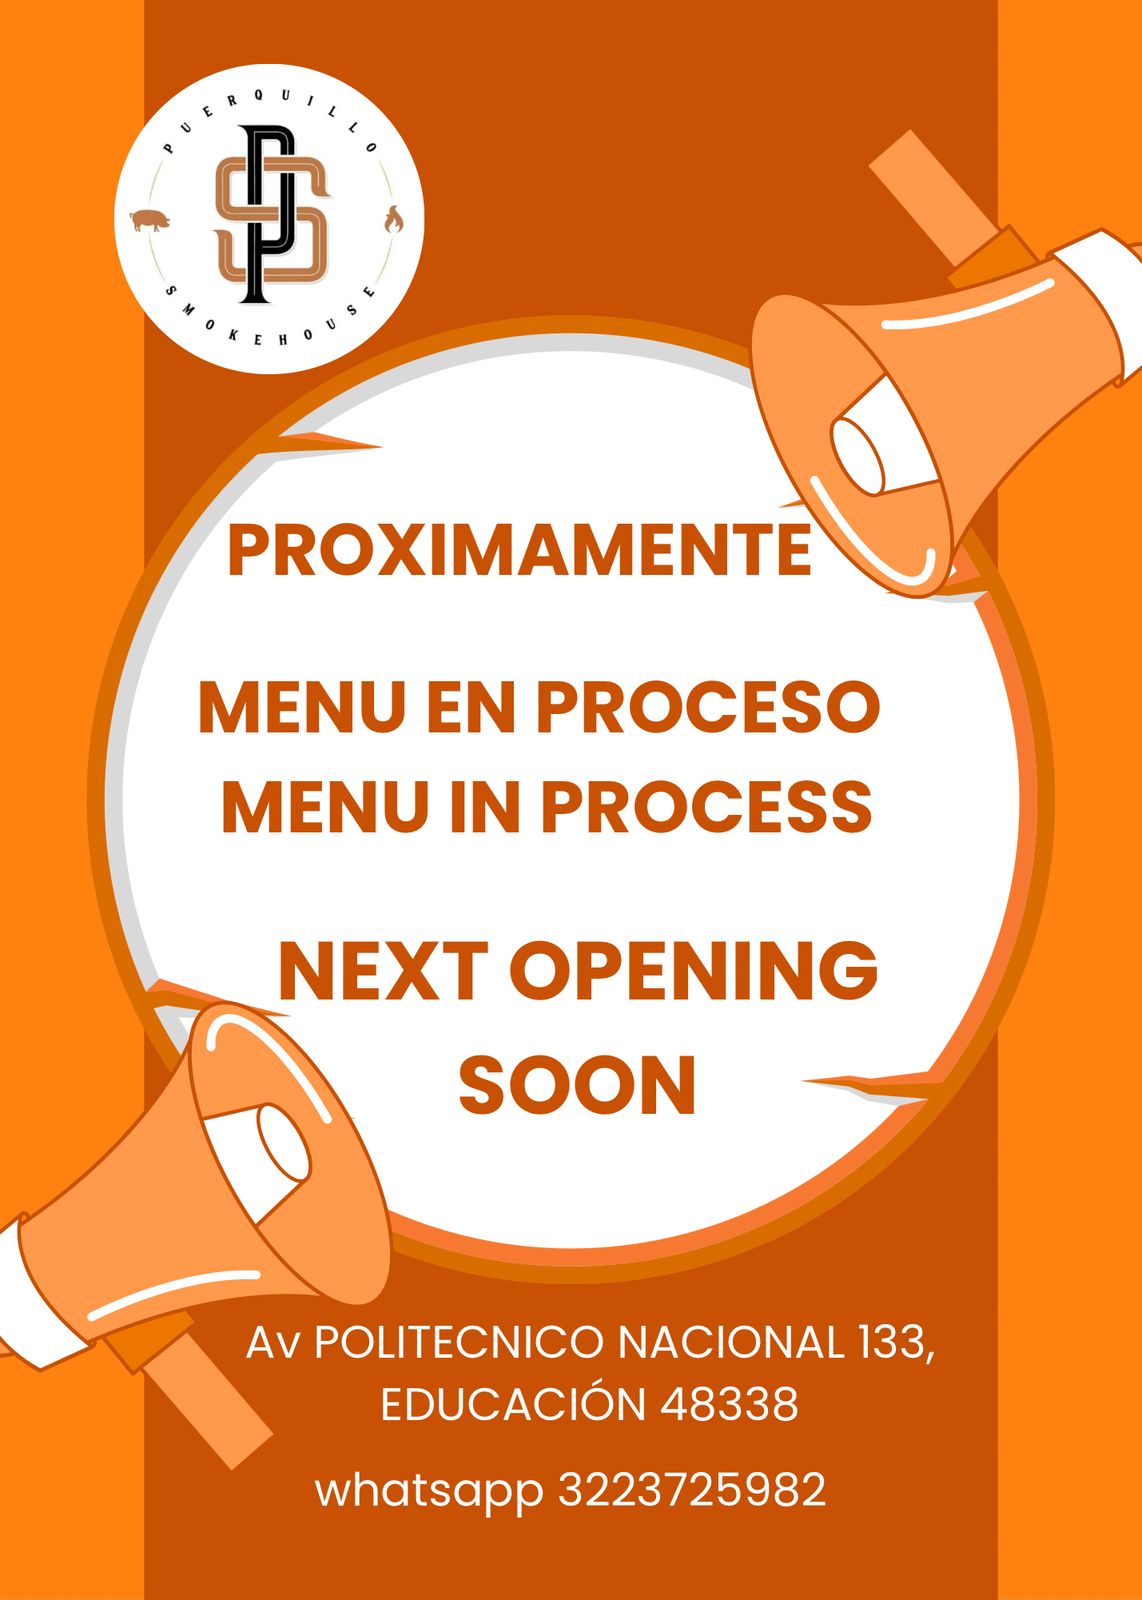 PUERQUILLO
PS
SMOKEHOUSE
PROXIMAMENTE
MENU EN PROCESO
MENU IN PROCESS
NEXT OPENING
SOON
Av POLITECNICO NACIONAL 133,
EDUCACIÓN 48338
whatsapp 3223725982